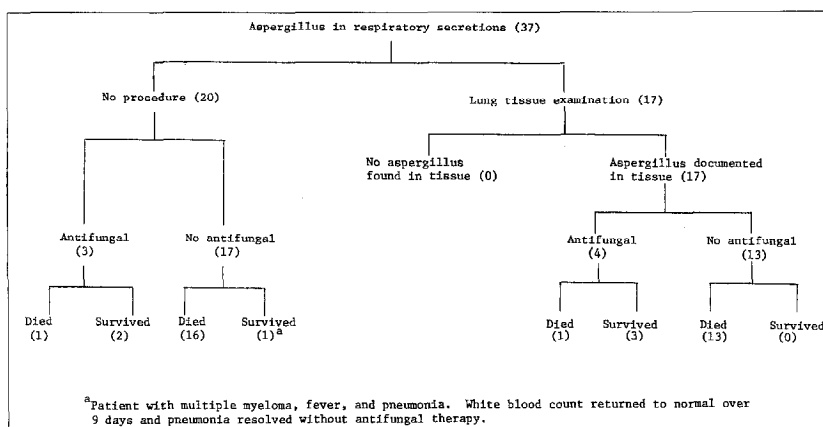 Aspergillus in respiratory secretions (37)
No procedure (20)
Lung tissue examination (17)
No aspergillus
found in tissue (0)
Aspergillus documented
in tissue (17)
Antifungal
(3)
No antifungal
(17)
Antifungal
(4)
No antifungal
(13)
Died
(1)
Survived
(2)
Died
(16)
Survived
(1)a
Died
(1)
Survived
(3)
Died
(13)
Survived
(0)
aPatient with multiple myeloma, fever, and pneumonia. White blood count returned to normal over
9 days and pneumonia resolved without antifungal therapy.